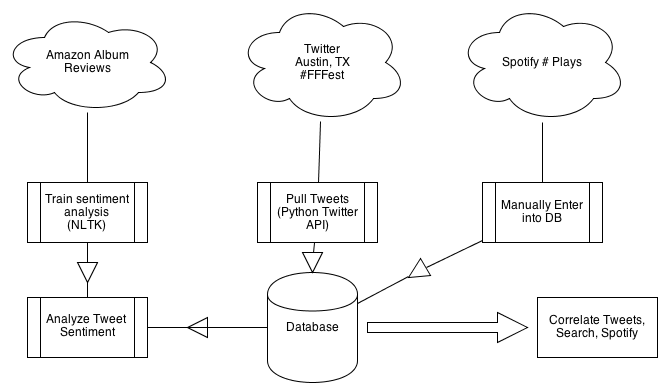 Amazon Album
Reviews
Twitter
Austin, TX
#FFFest
Spotify # Plays
Train sentiment
analysis
(NLTK)
Pull Tweets
(Python Twitter
API)
Manually Enter
into DB
Analyze Tweet
Sentiment
Database
Correlate Tweets,
Search, Spotify